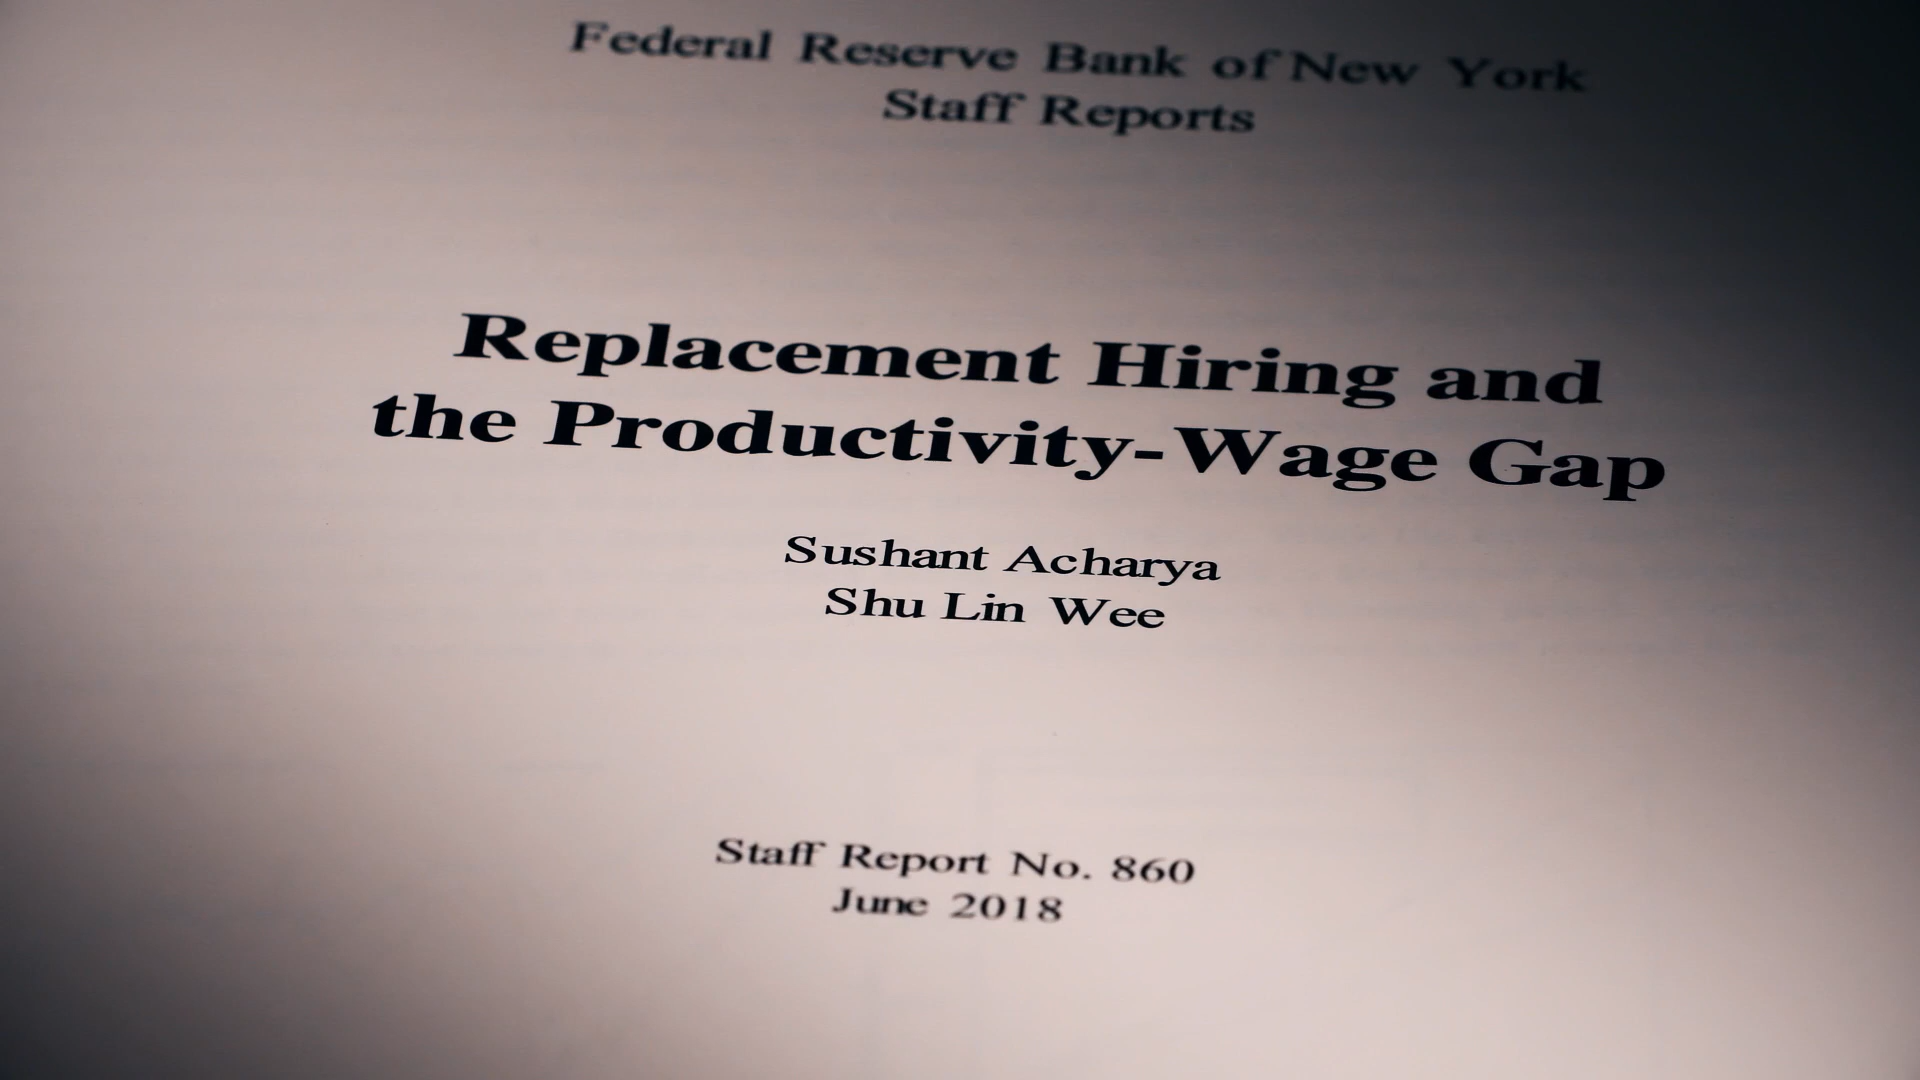 Federal Reserve Bank of New York
Staff Reports
Replacement Hiring and
the Productivity-Wage Gap
Sushant Acharya
Shu Lin Wee
Staff Report No. 860
June 2018